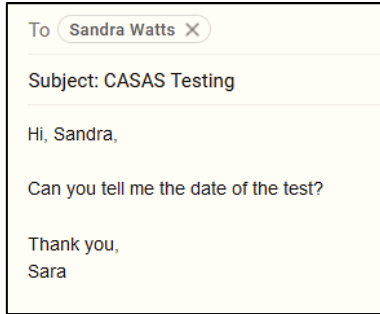 To Sandra Watts
Subject: CASAS Testing
Hi, Sandra,
Can you tell me the date of the test?
Thank you,
Sara